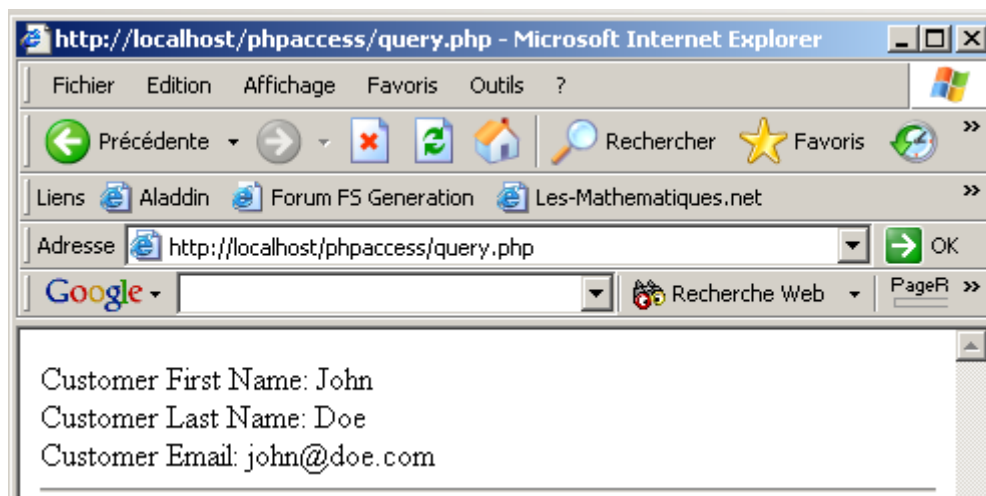 http://localhost/phpaccess/query.php - Microsoft Internet Explorer
Fichier Edition Affichage Favoris Outils ?
Précédente Rechercher Favoris »
Liens Aladdin Forum FS Generation Les-Mathematiques.net »
Adresse http://localhost/phpaccess/query.php OK
Google Recherche Web PageR »
Customer First Name: John
Customer Last Name: Doe
Customer Email: john@doe.com